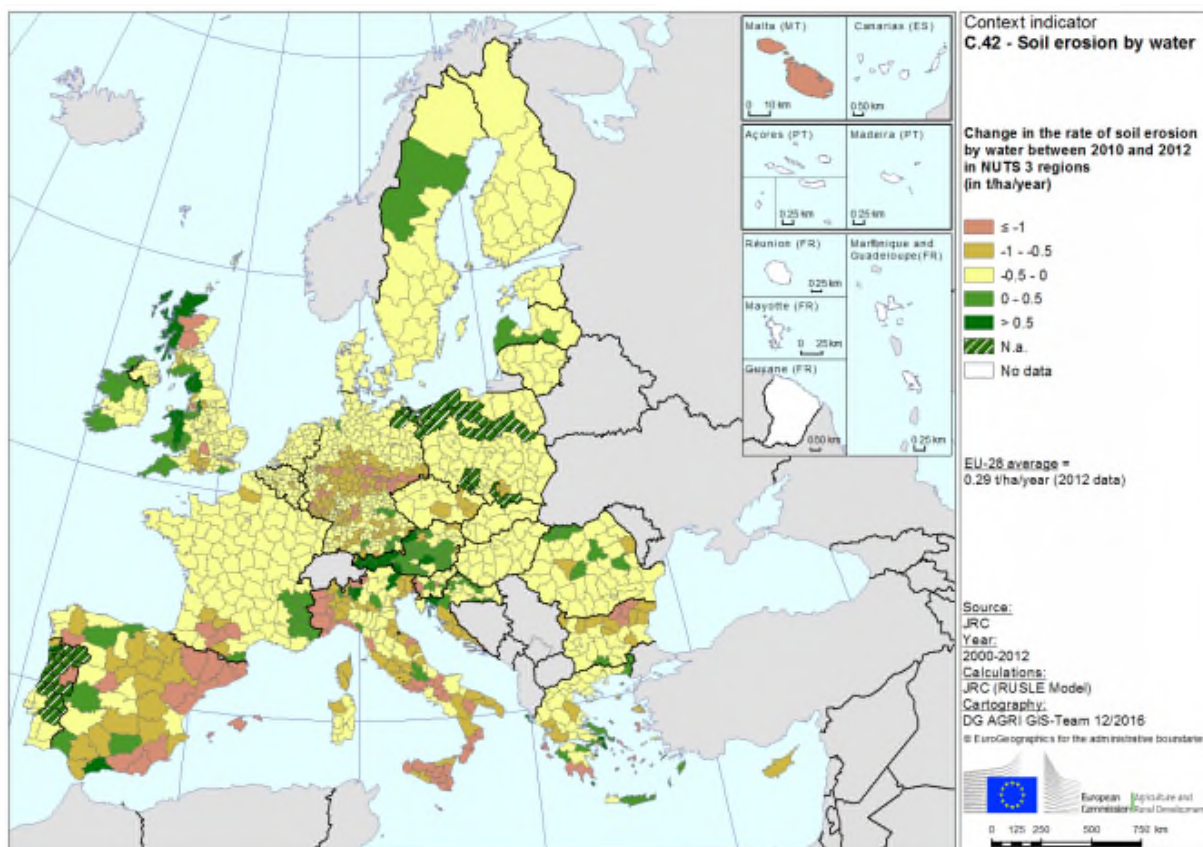 Malta (MT)
0 10 km
Canarias (ES)
0 50 km
Açores (PT)
0 25 km
Madeira (PT)
0 25 km
Réunion (FR)
0 25 km
Martinique and
Guadeloupe(FR)
Mayotte (FR)
0 25 km
Guyane (FR)
0 50 km
0 25 km
Context indicator
C.42 - Soil erosion by water
Change in the rate of soil erosion
by water between 2010 and 2012
in NUTS 3 regions
(in t/ha/year)
≤ -1
-1 - -0.5
-0.5 - 0
0 - 0.5
> 0.5
N.a.
No data
EU-28 average =
0.29 t/ha/year (2012 data)
Source:
JRC
Year:
2000-2012
Calculations:
JRC (RUSLE Model)
Cartography:
DG AGRI GIS-Team 12/2016
© EuroGeographics for the administrative boundaries
European
Commission
Agriculture and
Rural Development
0 125 250 500 750 km